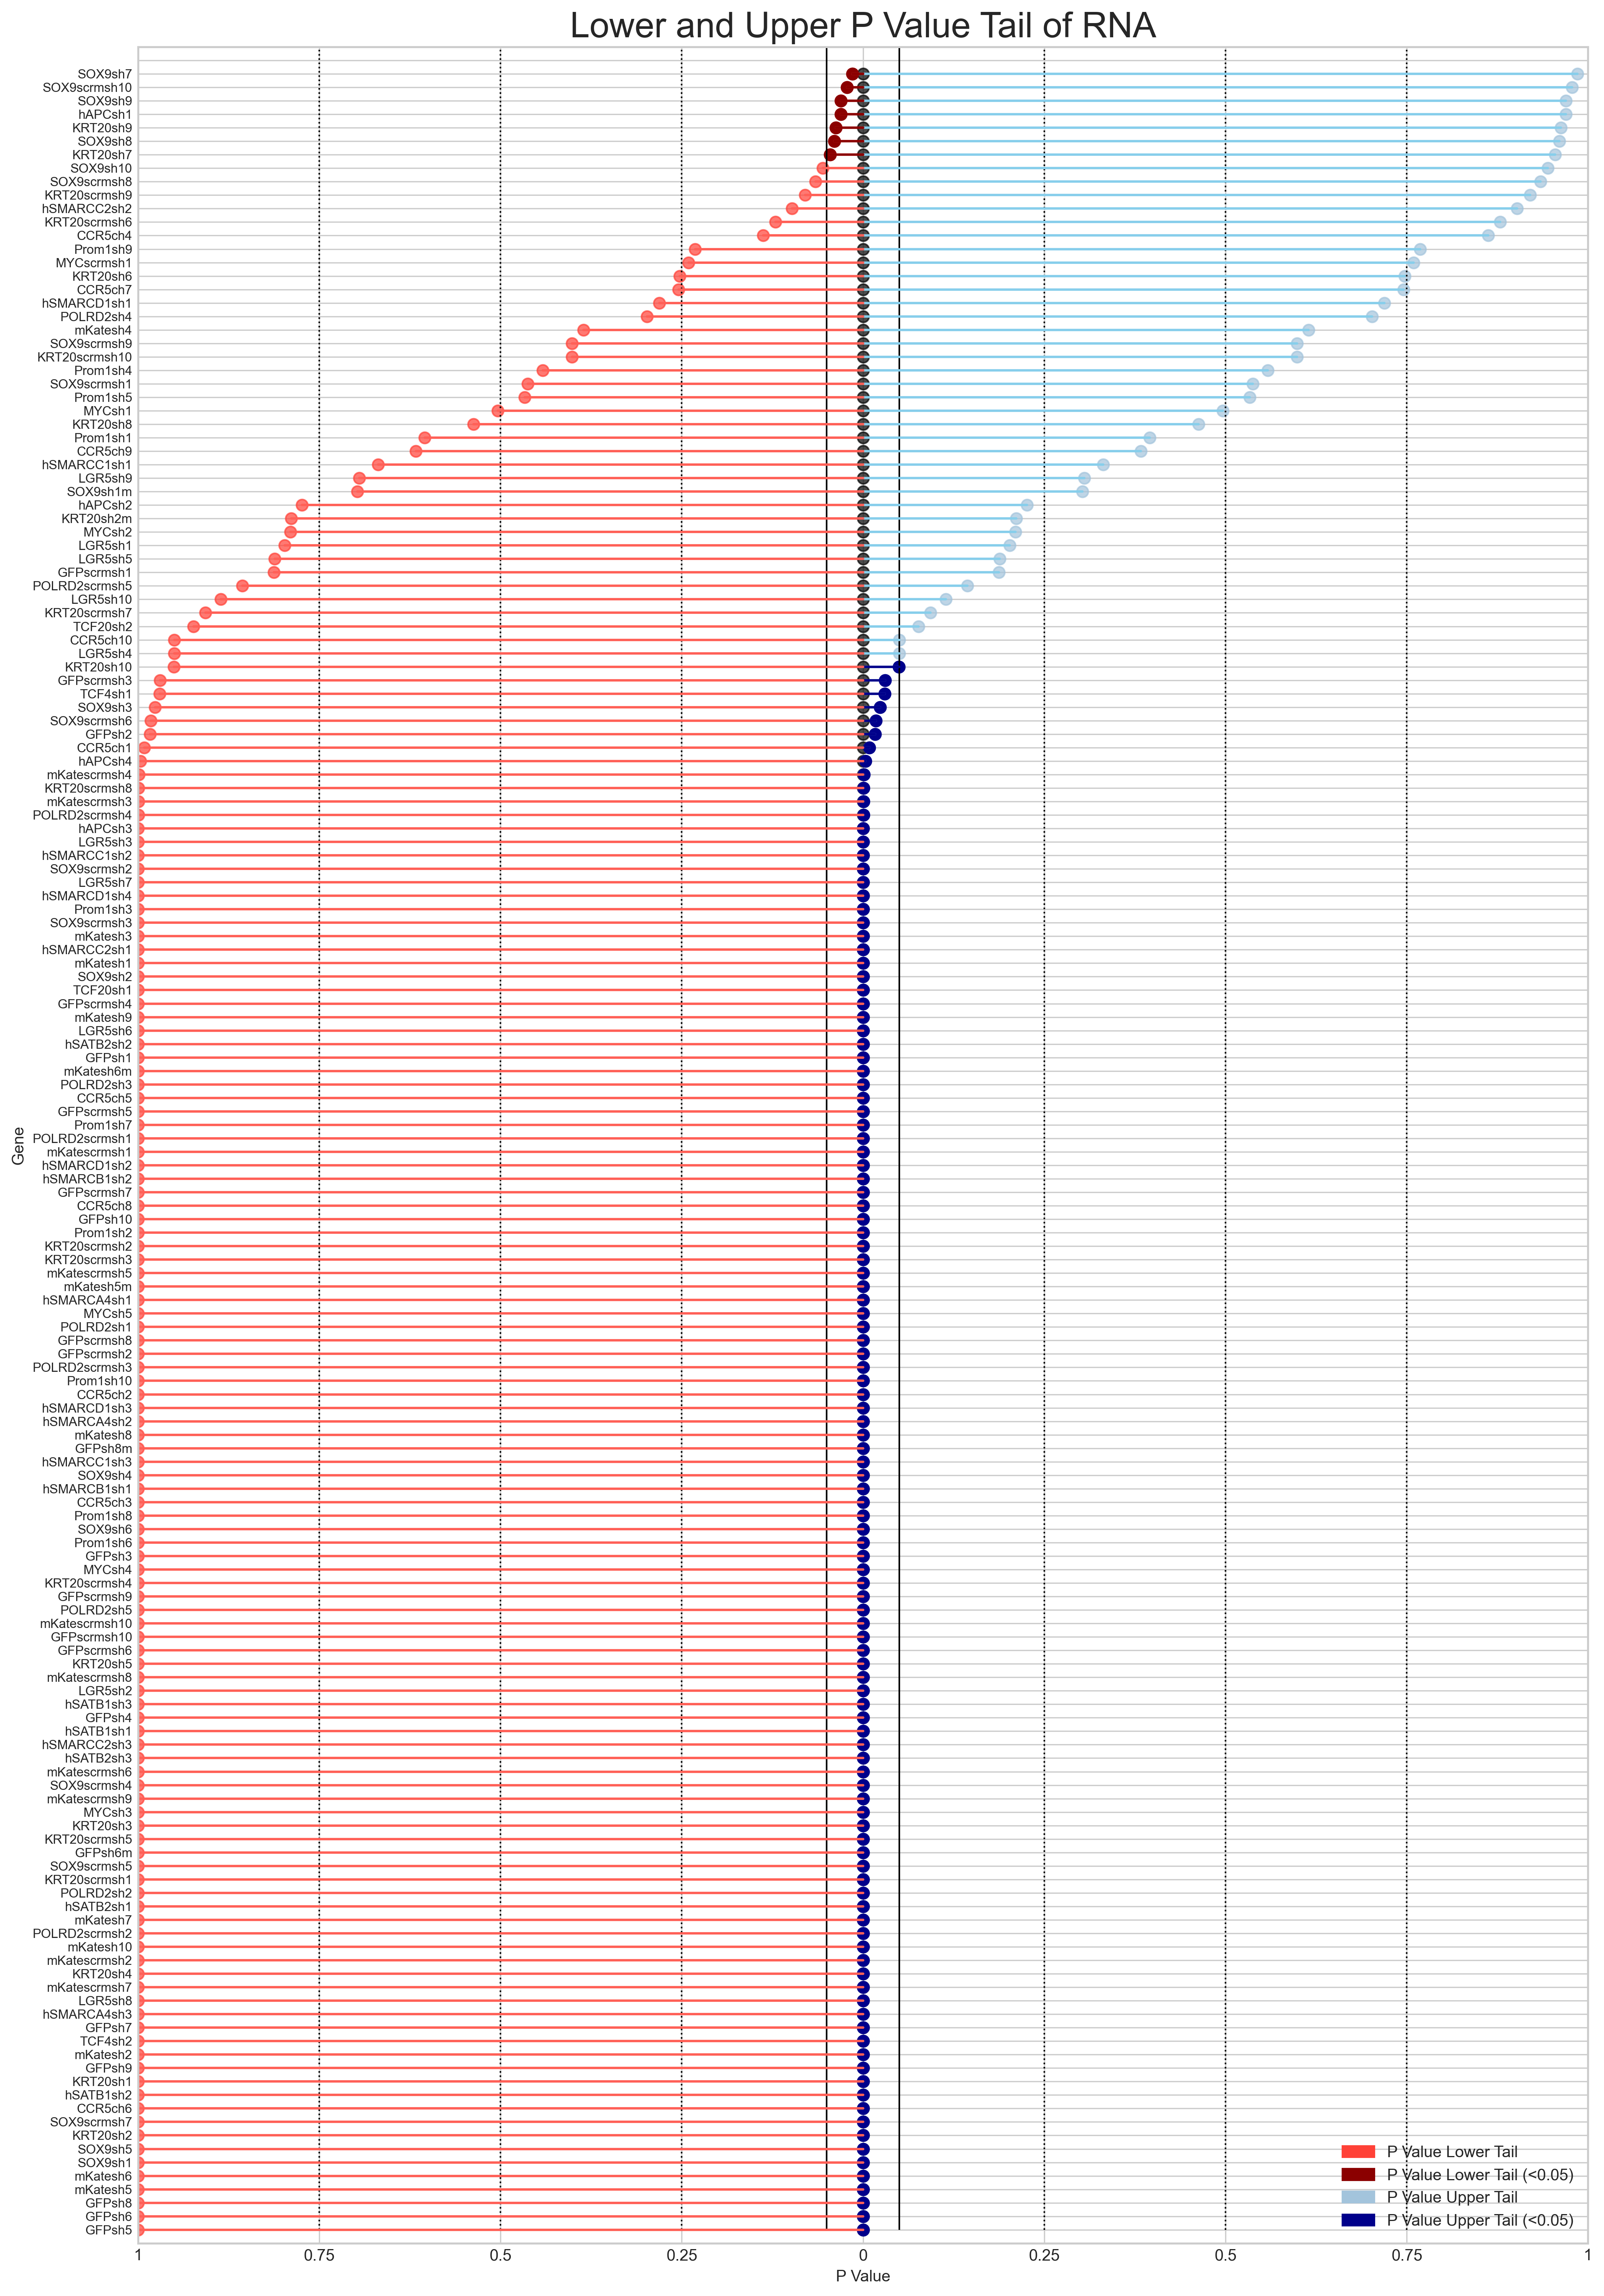 Lower and Upper P Value Tail of RNA
SOX9sh7
SOX9scrmsh10
SOX9sh9
hAPCsh1
KRT20sh9
SOX9sh8
KRT20sh7
SOX9sh10
SOX9scrmsh8
KRT20scrmsh9
hSMARCC2sh2
KRT20scrmsh6
CCR5ch4
Prom1sh9
MYCscrmsh1
KRT20sh6
CCR5ch7
hSMARCD1sh1
POLRD2sh4
mKatesh4
SOX9scrmsh9
KRT20scrmsh10
Prom1sh4
SOX9scrmsh1
Prom1sh5
MYCsh1
KRT20sh8
Prom1sh1
CCR5ch9
hSMARCC1sh1
LGR5sh9
SOX9sh1m
hAPCsh2
KRT20sh2m
MYCsh2
LGR5sh1
LGR5sh5
GFPscrmsh1
POLRD2scrmsh5
LGR5sh10
KRT20scrmsh7
TCF20sh2
CCR5ch10
LGR5sh4
KRT20sh10
GFPscrmsh3
TCF4sh1
SOX9sh3
SOX9scrmsh6
GFPsh2
CCR5ch1
hAPCsh4
mKatescrmsh4
KRT20scrmsh8
mKatescrmsh3
POLRD2scrmsh4
hAPCsh3
LGR5sh3
hSMARCC1sh2
SOX9scrmsh2
LGR5sh7
hSMARCD1sh4
Prom1sh3
SOX9scrmsh3
mKatesh3
hSMARCC2sh1
mKatesh1
SOX9sh2
TCF20sh1
GFPscrmsh4
mKatesh9
LGR5sh6
hSATB2sh2
GFPsh1
mKatesh6m
POLRD2sh3
CCR5ch5
GFPscrmsh5
Prom1sh7
POLRD2scrmsh1
mKatescrmsh1
hSMARCD1sh2
hSMARCB1sh2
GFPscrmsh7
CCR5ch8
GFPsh10
Prom1sh2
KRT20scrmsh2
KRT20scrmsh3
mKatescrmsh5
mKatesh5m
hSMARCA4sh1
MYCsh5
POLRD2sh1
GFPscrmsh8
GFPscrmsh2
POLRD2scrmsh3
Prom1sh10
CCR5ch2
hSMARCD1sh3
hSMARCA4sh2
mKatesh8
GFPsh8m
hSMARCC1sh3
SOX9sh4
hSMARCB1sh1
CCR5ch3
Prom1sh8
SOX9sh6
Prom1sh6
GFPsh3
MYCsh4
KRT20scrmsh4
GFPscrmsh9
POLRD2sh5
mKatescrmsh10
GFPscrmsh10
GFPscrmsh6
KRT20sh5
mKatescrmsh8
LGR5sh2
hSATB1sh3
GFPsh4
hSATB1sh1
hSMARCC2sh3
hSATB2sh3
mKatescrmsh6
SOX9scrmsh4
mKatescrmsh9
MYCsh3
KRT20sh3
KRT20scrmsh5
GFPsh6m
SOX9scrmsh5
KRT20scrmsh1
POLRD2sh2
hSATB2sh1
mKatesh7
POLRD2scrmsh2
mKatesh10
mKatescrmsh2
KRT20sh4
mKatescrmsh7
LGR5sh8
hSMARCA4sh3
GFPsh7
TCF4sh2
mKatesh2
GFPsh9
KRT20sh1
hSATB1sh2
CCR5ch6
SOX9scrmsh7
KRT20sh2
SOX9sh5
SOX9sh1
mKatesh6
mKatesh5
GFPsh8
GFPsh6
GFPsh5
Gene
P Value Lower Tail
P Value Lower Tail (<0.05)
P Value Upper Tail
P Value Upper Tail (<0.05)
1 0.75 0.5 0.25 0 0.25 0.5 0.75 1
P Value